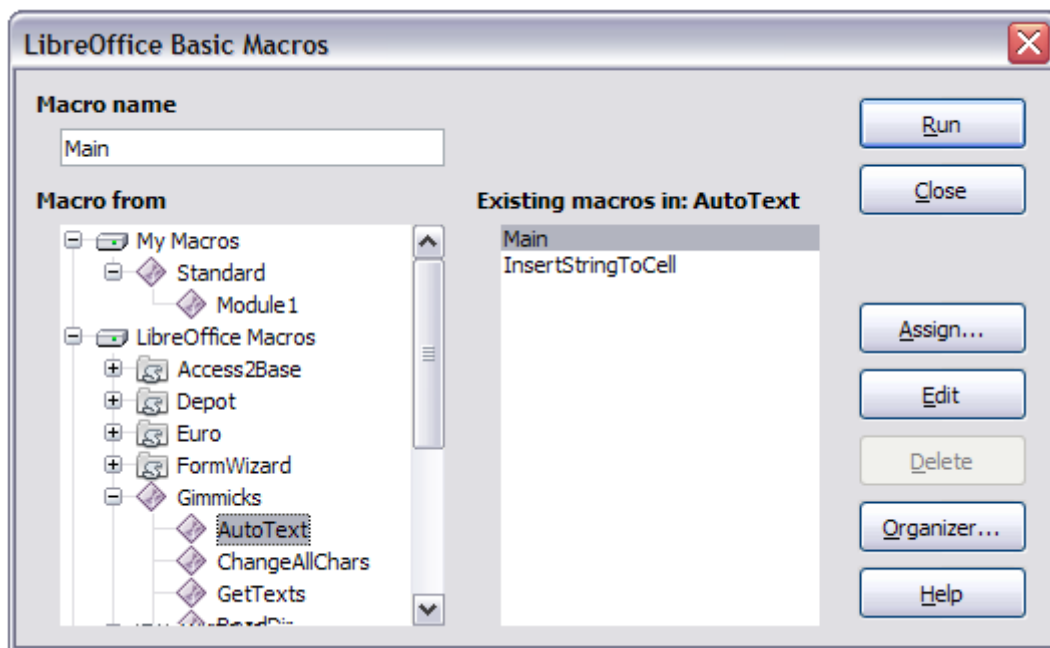 LibreOffice Basic Macros
Macro name
Main
Macro from
My Macros
Standard
Module1
LibreOffice Macros
Access2Base
Depot
Euro
FormWizard
Gimmicks
AutoText
ChangeAllChars
GetTexts
Existing macros in: AutoText
Main
InsertStringToCell
Run
Close
Assign...
Edit
Delete
Organizer...
Help